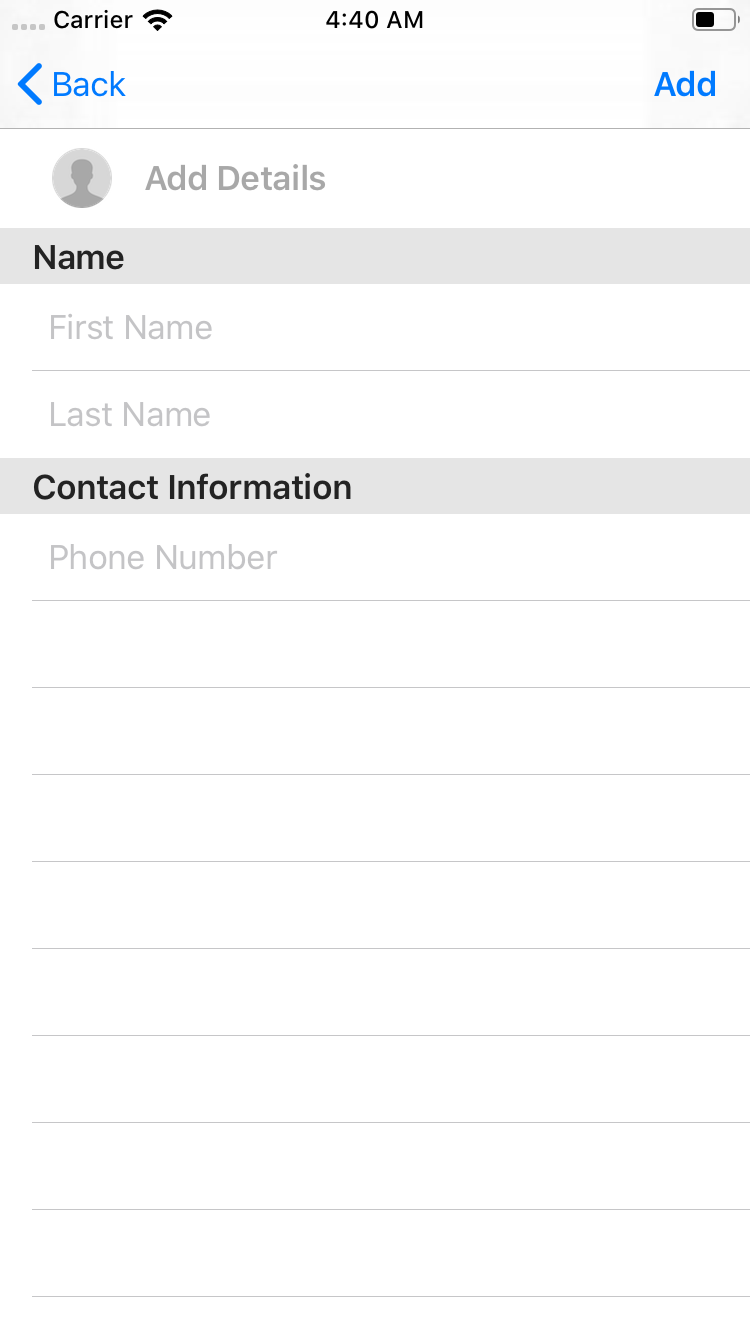 Carrier 4:40 AM
Back Add
Add Details
Name
First Name
Last Name
Contact Information
Phone Number